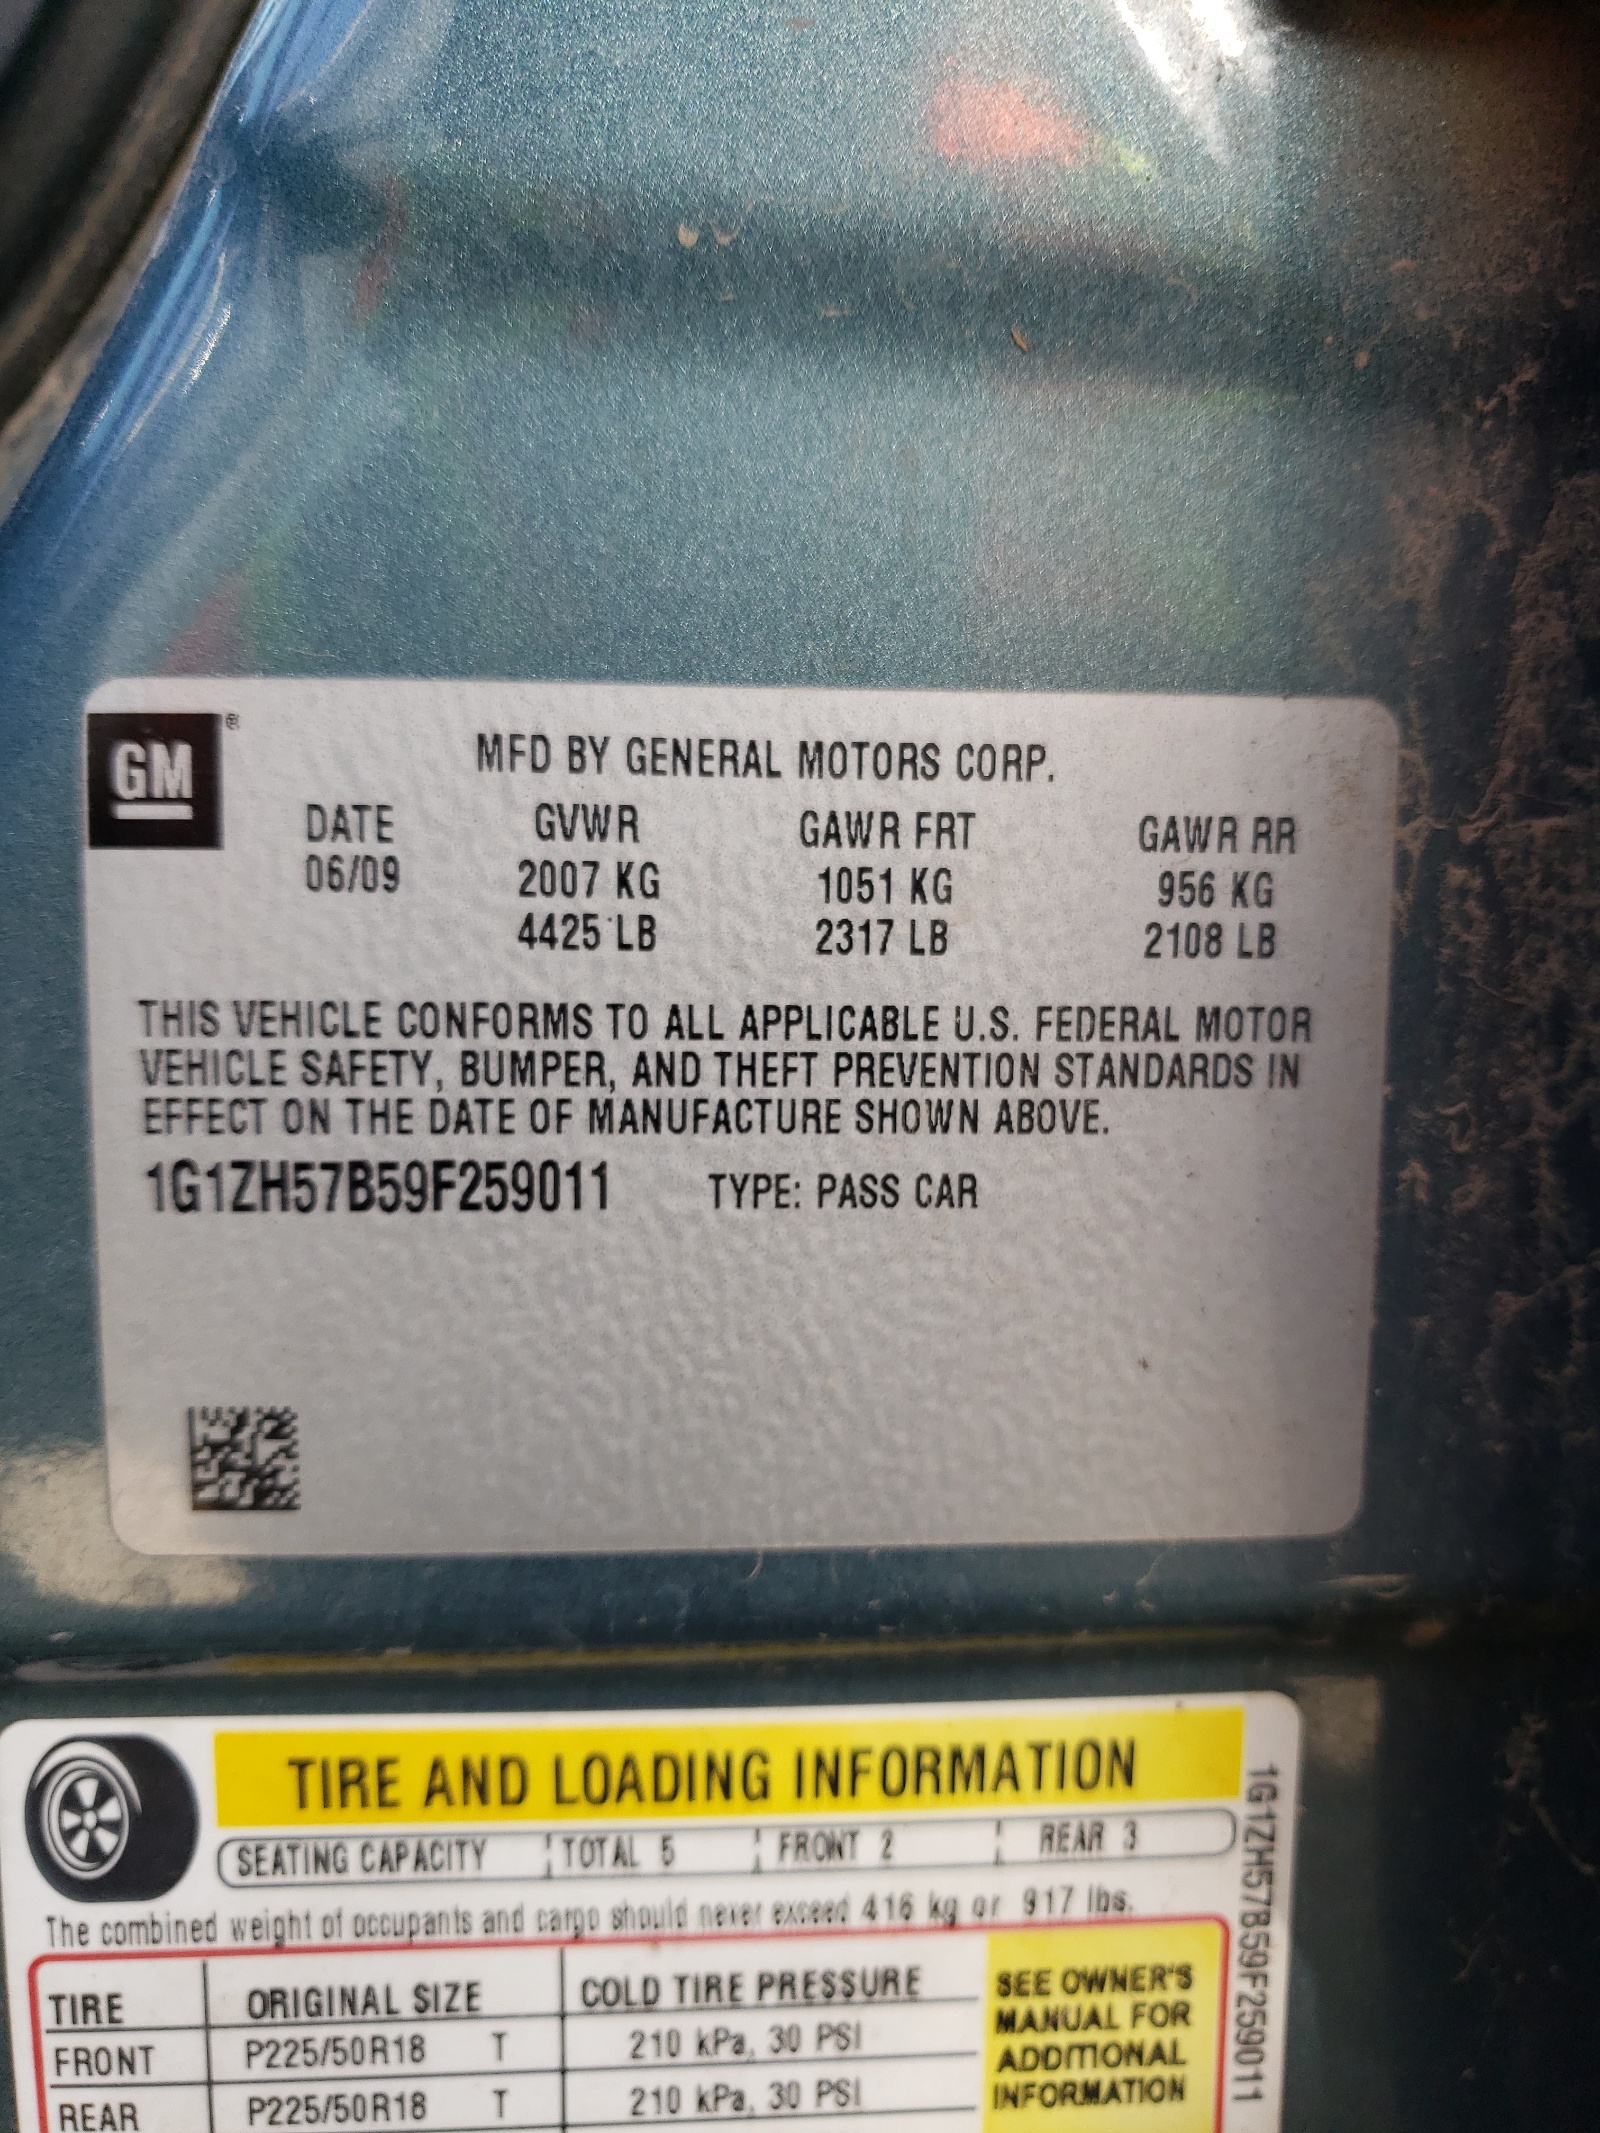 GM ®
MFD BY GENERAL MOTORS CORP.
DATE GVWR GAWR FRT GAWR RR
06/09 2007 KG 1051 KG 956 KG
4425 LB 2317 LB 2108 LB
THIS VEHICLE CONFORMS TO ALL APPLICABLE U.S. FEDERAL MOTOR
VEHICLE SAFETY, BUMPER, AND THEFT PREVENTION STANDARDS IN
EFFECT ON THE DATE OF MANUFACTURE SHOWN ABOVE.
1G1ZH57B59F259011 TYPE: PASS CAR
TIRE AND LOADING INFORMATION
SEATING CAPACITY TOTAL 5 FRONT 2 REAR 3
The combined weight of occupants and cargo should never exceed 416 kg or 917 lbs.
TIRE ORIGINAL SIZE COLD TIRE PRESSURE
FRONT P225/50R18 T 210 kPa, 30 PSI
REAR P225/50R18 T 210 kPa, 30 PSI
SEE OWNER'S
MANUAL FOR
ADDITIONAL
INFORMATION
1G1ZH57B59F259011